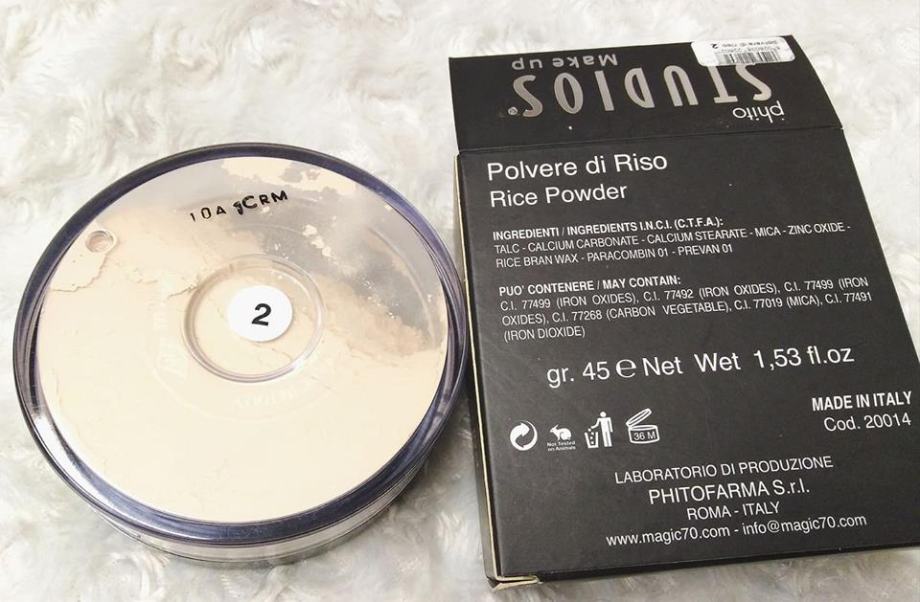 10A gCRM
2
phito
STUDIOS
Make up
Polvere di Riso
Rice Powder
INGREDIENTI / INGREDIENTS I.N.C.I. (C.T.F.A.):
TALC - CALCIUM CARBONATE - CALCIUM STEARATE - MICA - ZINC OXIDE -
RICE BRAN WAX - PARACOMBIN 01 - PREVAN 01
PUO' CONTENERE / MAY CONTAIN:
C.I. 77499 (IRON OXIDES), C.I. 77492 (IRON OXIDES), C.I. 77499 (IRON
OXIDES), C.I. 77268 (CARBON VEGETABLE), C.I. 77019 (MICA), C.I. 77491
(IRON DIOXIDE)
gr. 45 e Net Wet 1,53 fl.oz
MADE IN ITALY
Cod. 20014
Not Tested
on Animals
36 M
LABORATORIO DI PRODUZIONE
PHITOFARMA S.r.l.
ROMA - ITALY
www.magic70.com - info@magic70.com